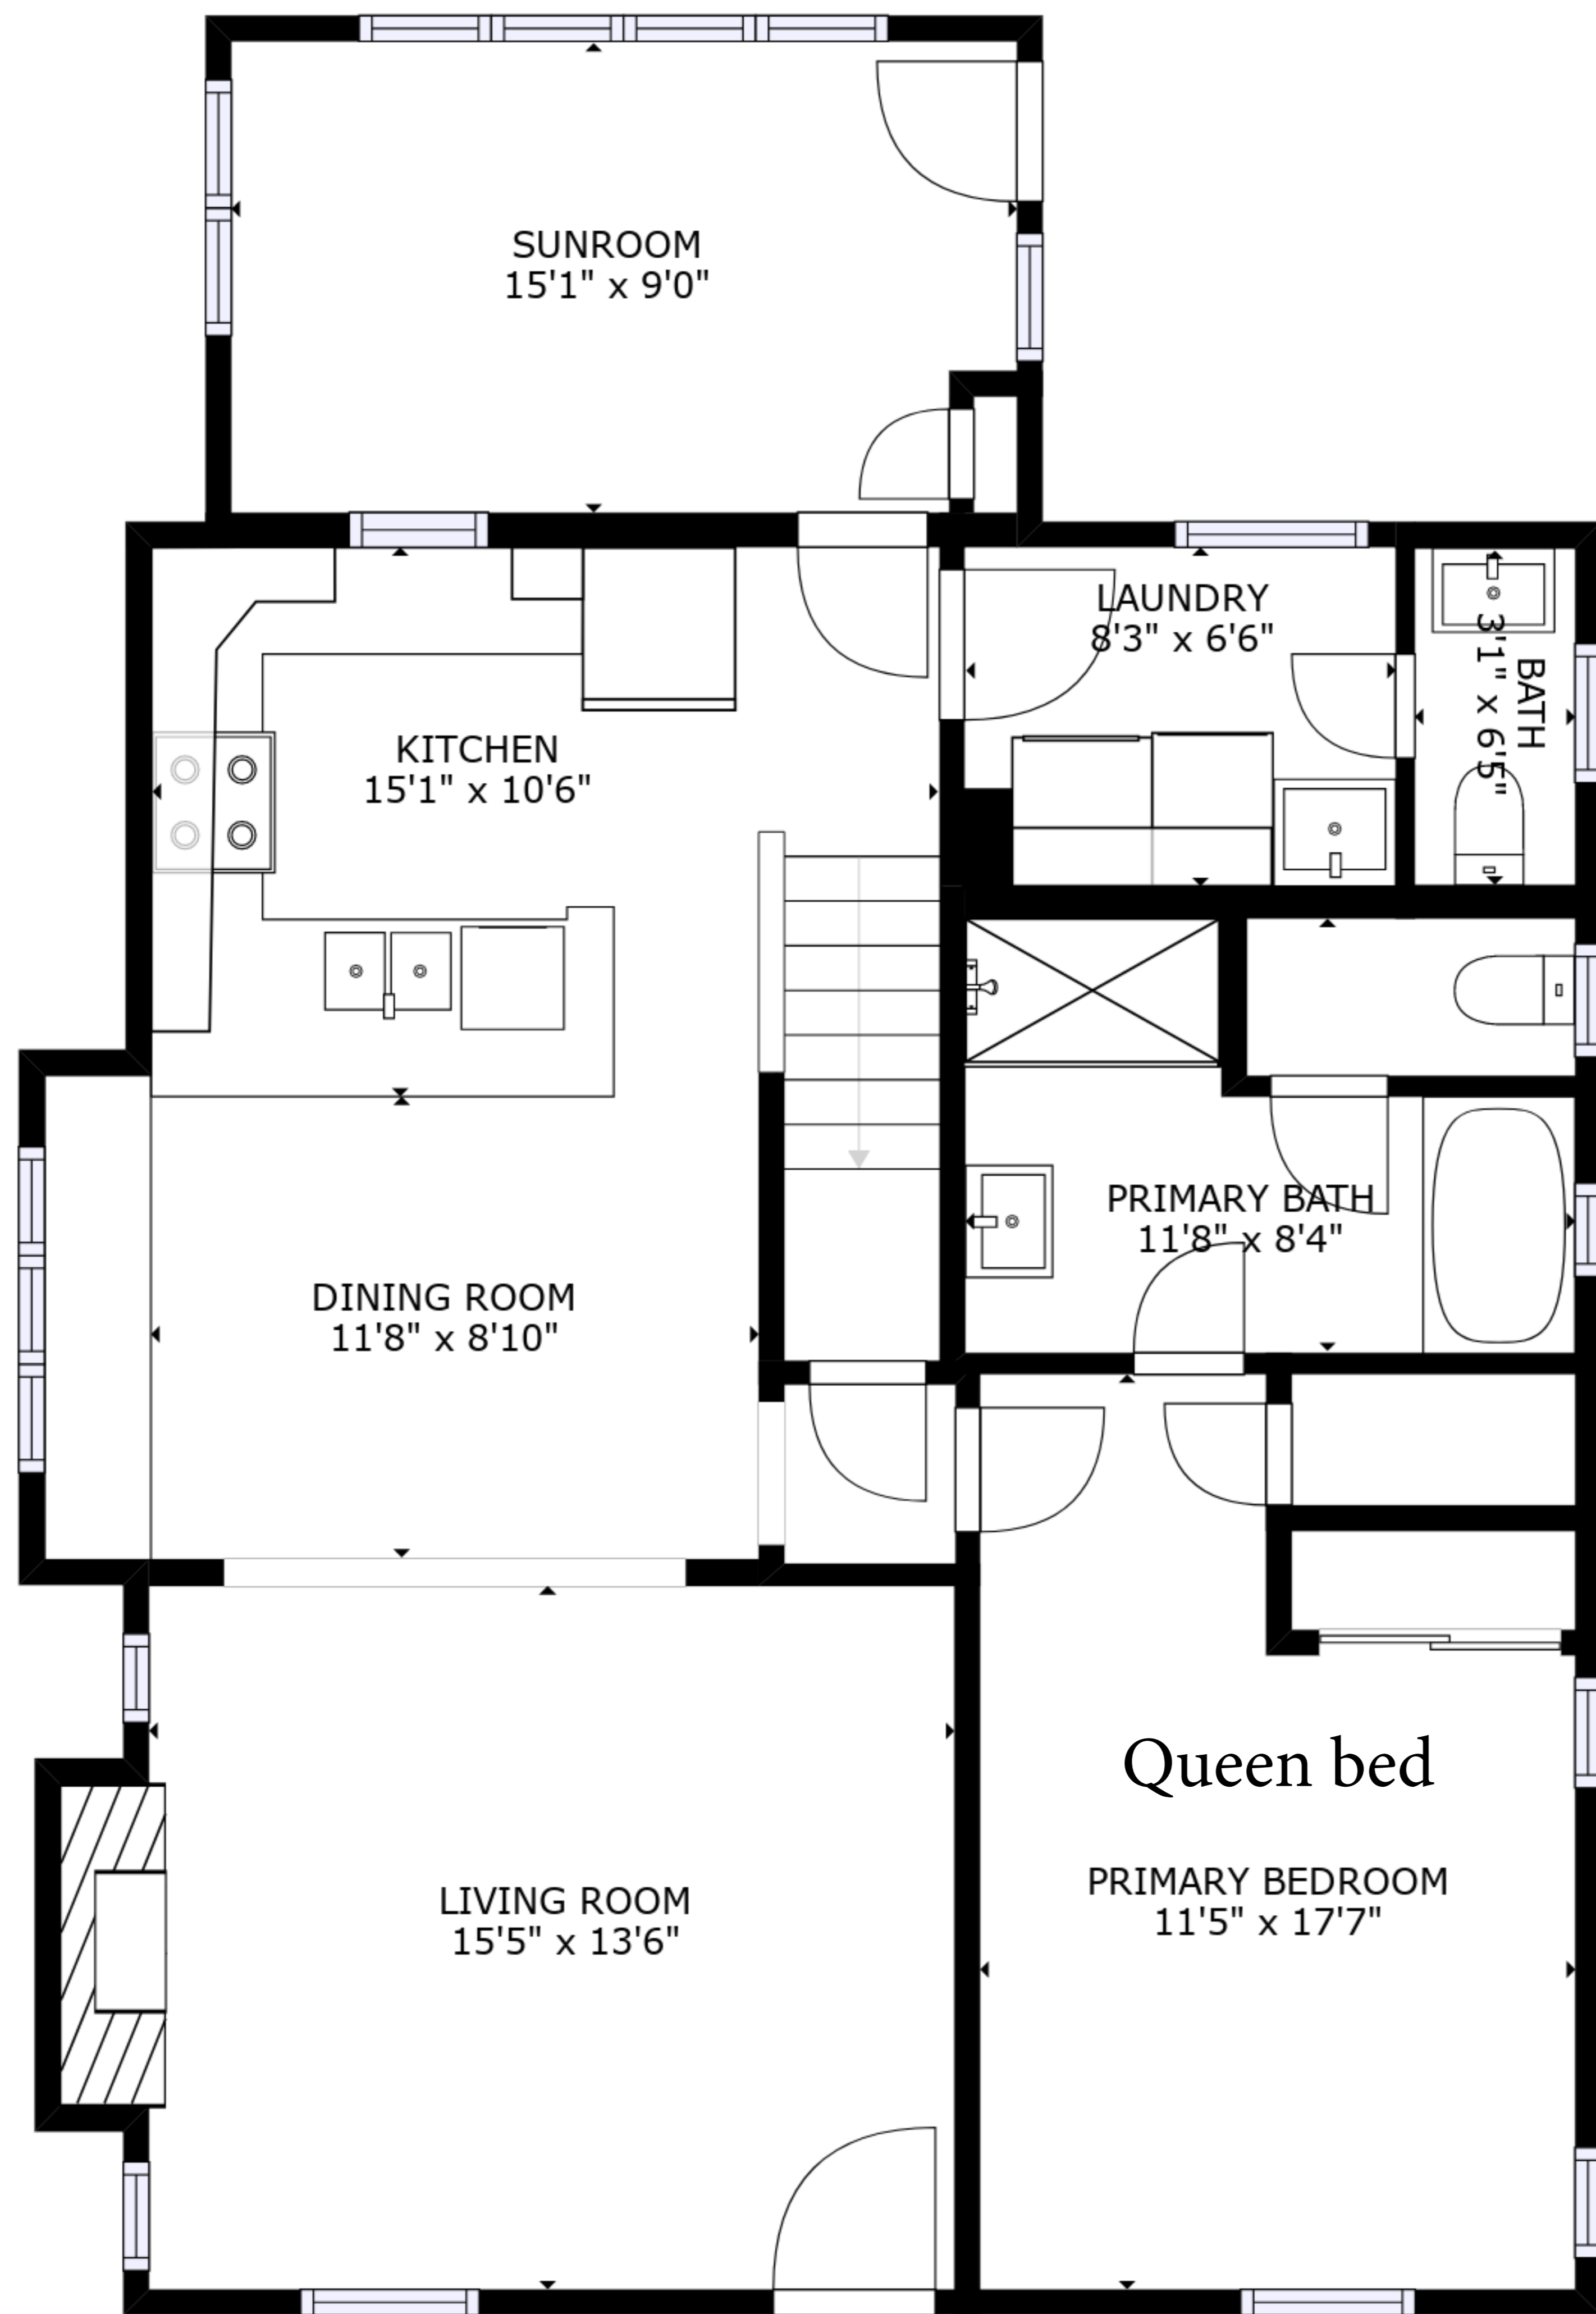 SUNROOM
15'1" x 9'0"
LAUNDRY
8'3" x 6'6"
BATH
3'1" x 6'5"
KITCHEN
15'1" x 10'6"
PRIMARY BATH
11'8" x 8'4"
DINING ROOM
11'8" x 8'10"
Queen bed
PRIMARY BEDROOM
11'5" x 17'7"
LIVING ROOM
15'5" x 13'6"